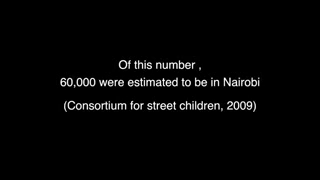 Of this number ,
60,000 were estimated to be in Nairobi
(Consortium for street children, 2009)